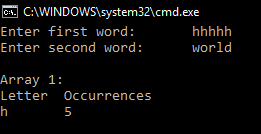 C:\WINDOWS\system32\cmd.exe
Enter first word: hhhhh
Enter second word: world
Array 1:
Letter Occurrences
h 5